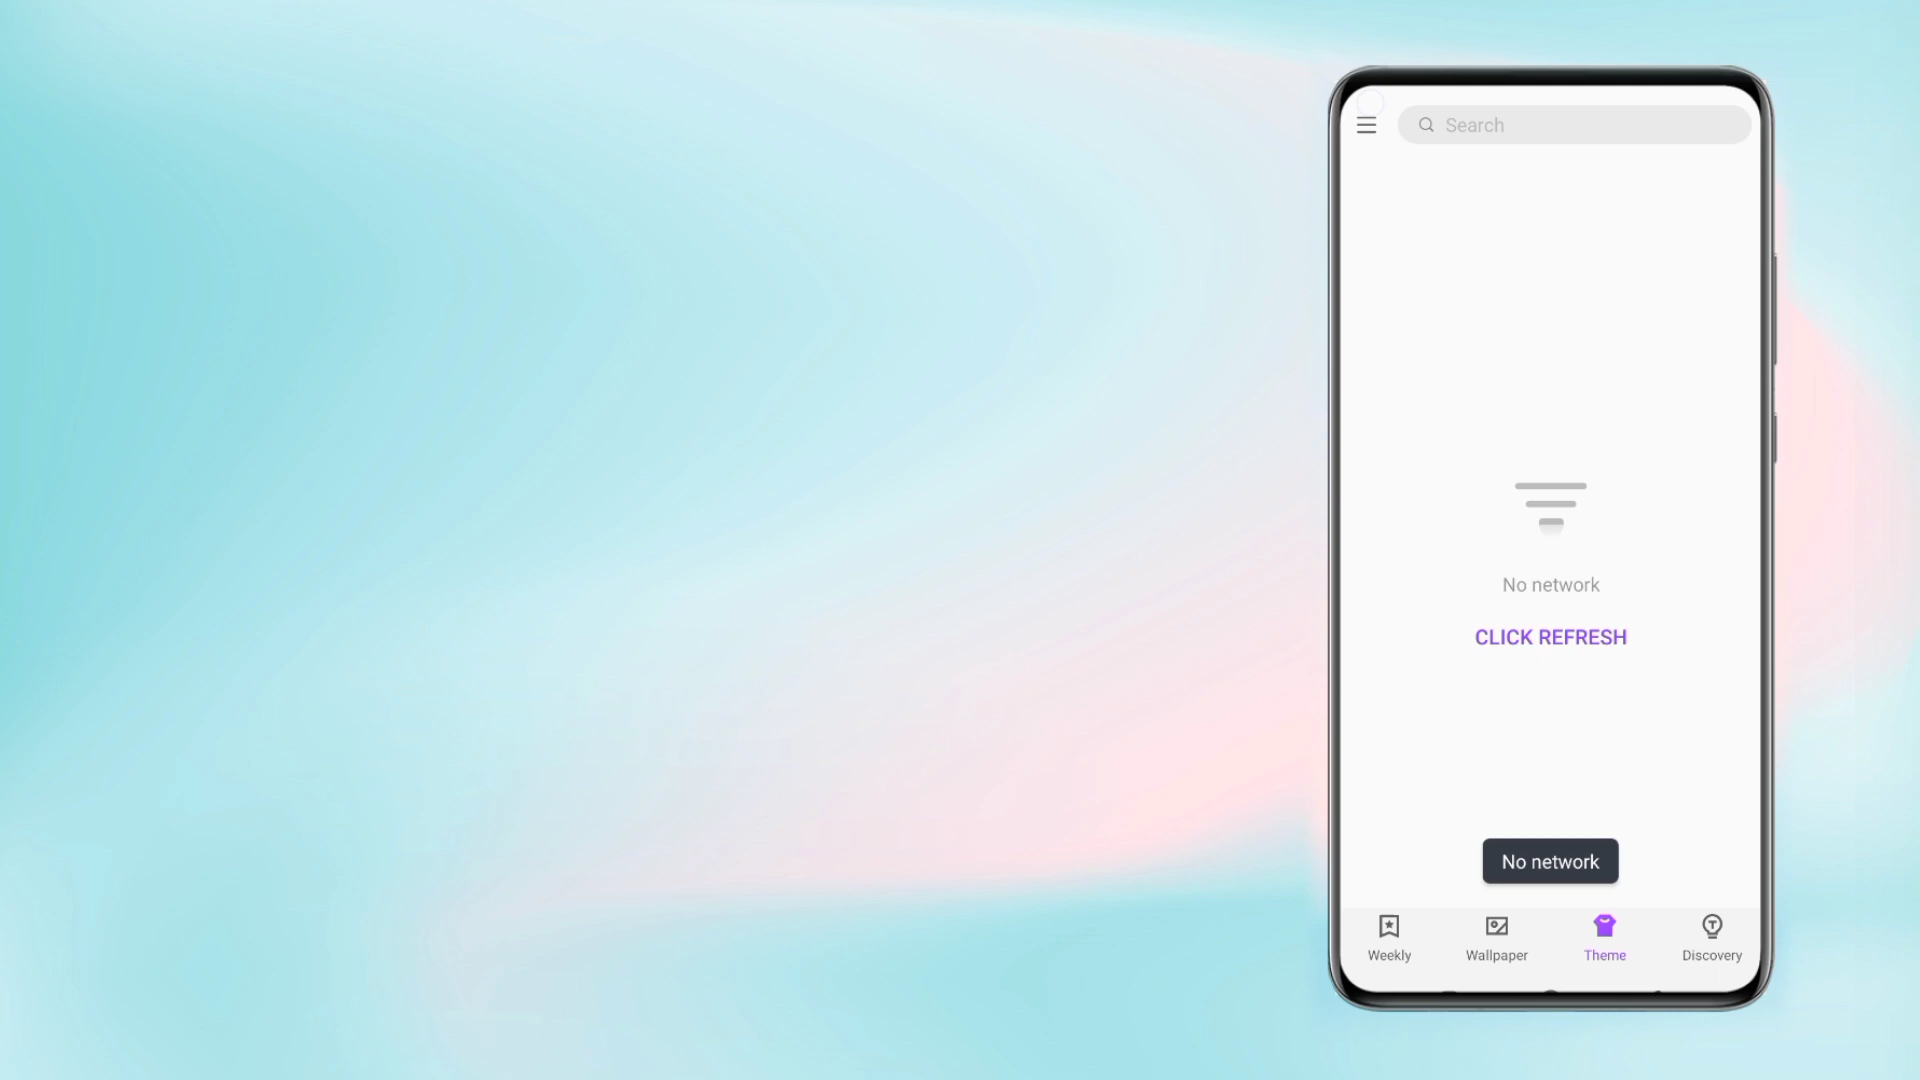 Search
No network
CLICK REFRESH
No network
Weekly
Wallpaper
Theme
Discovery